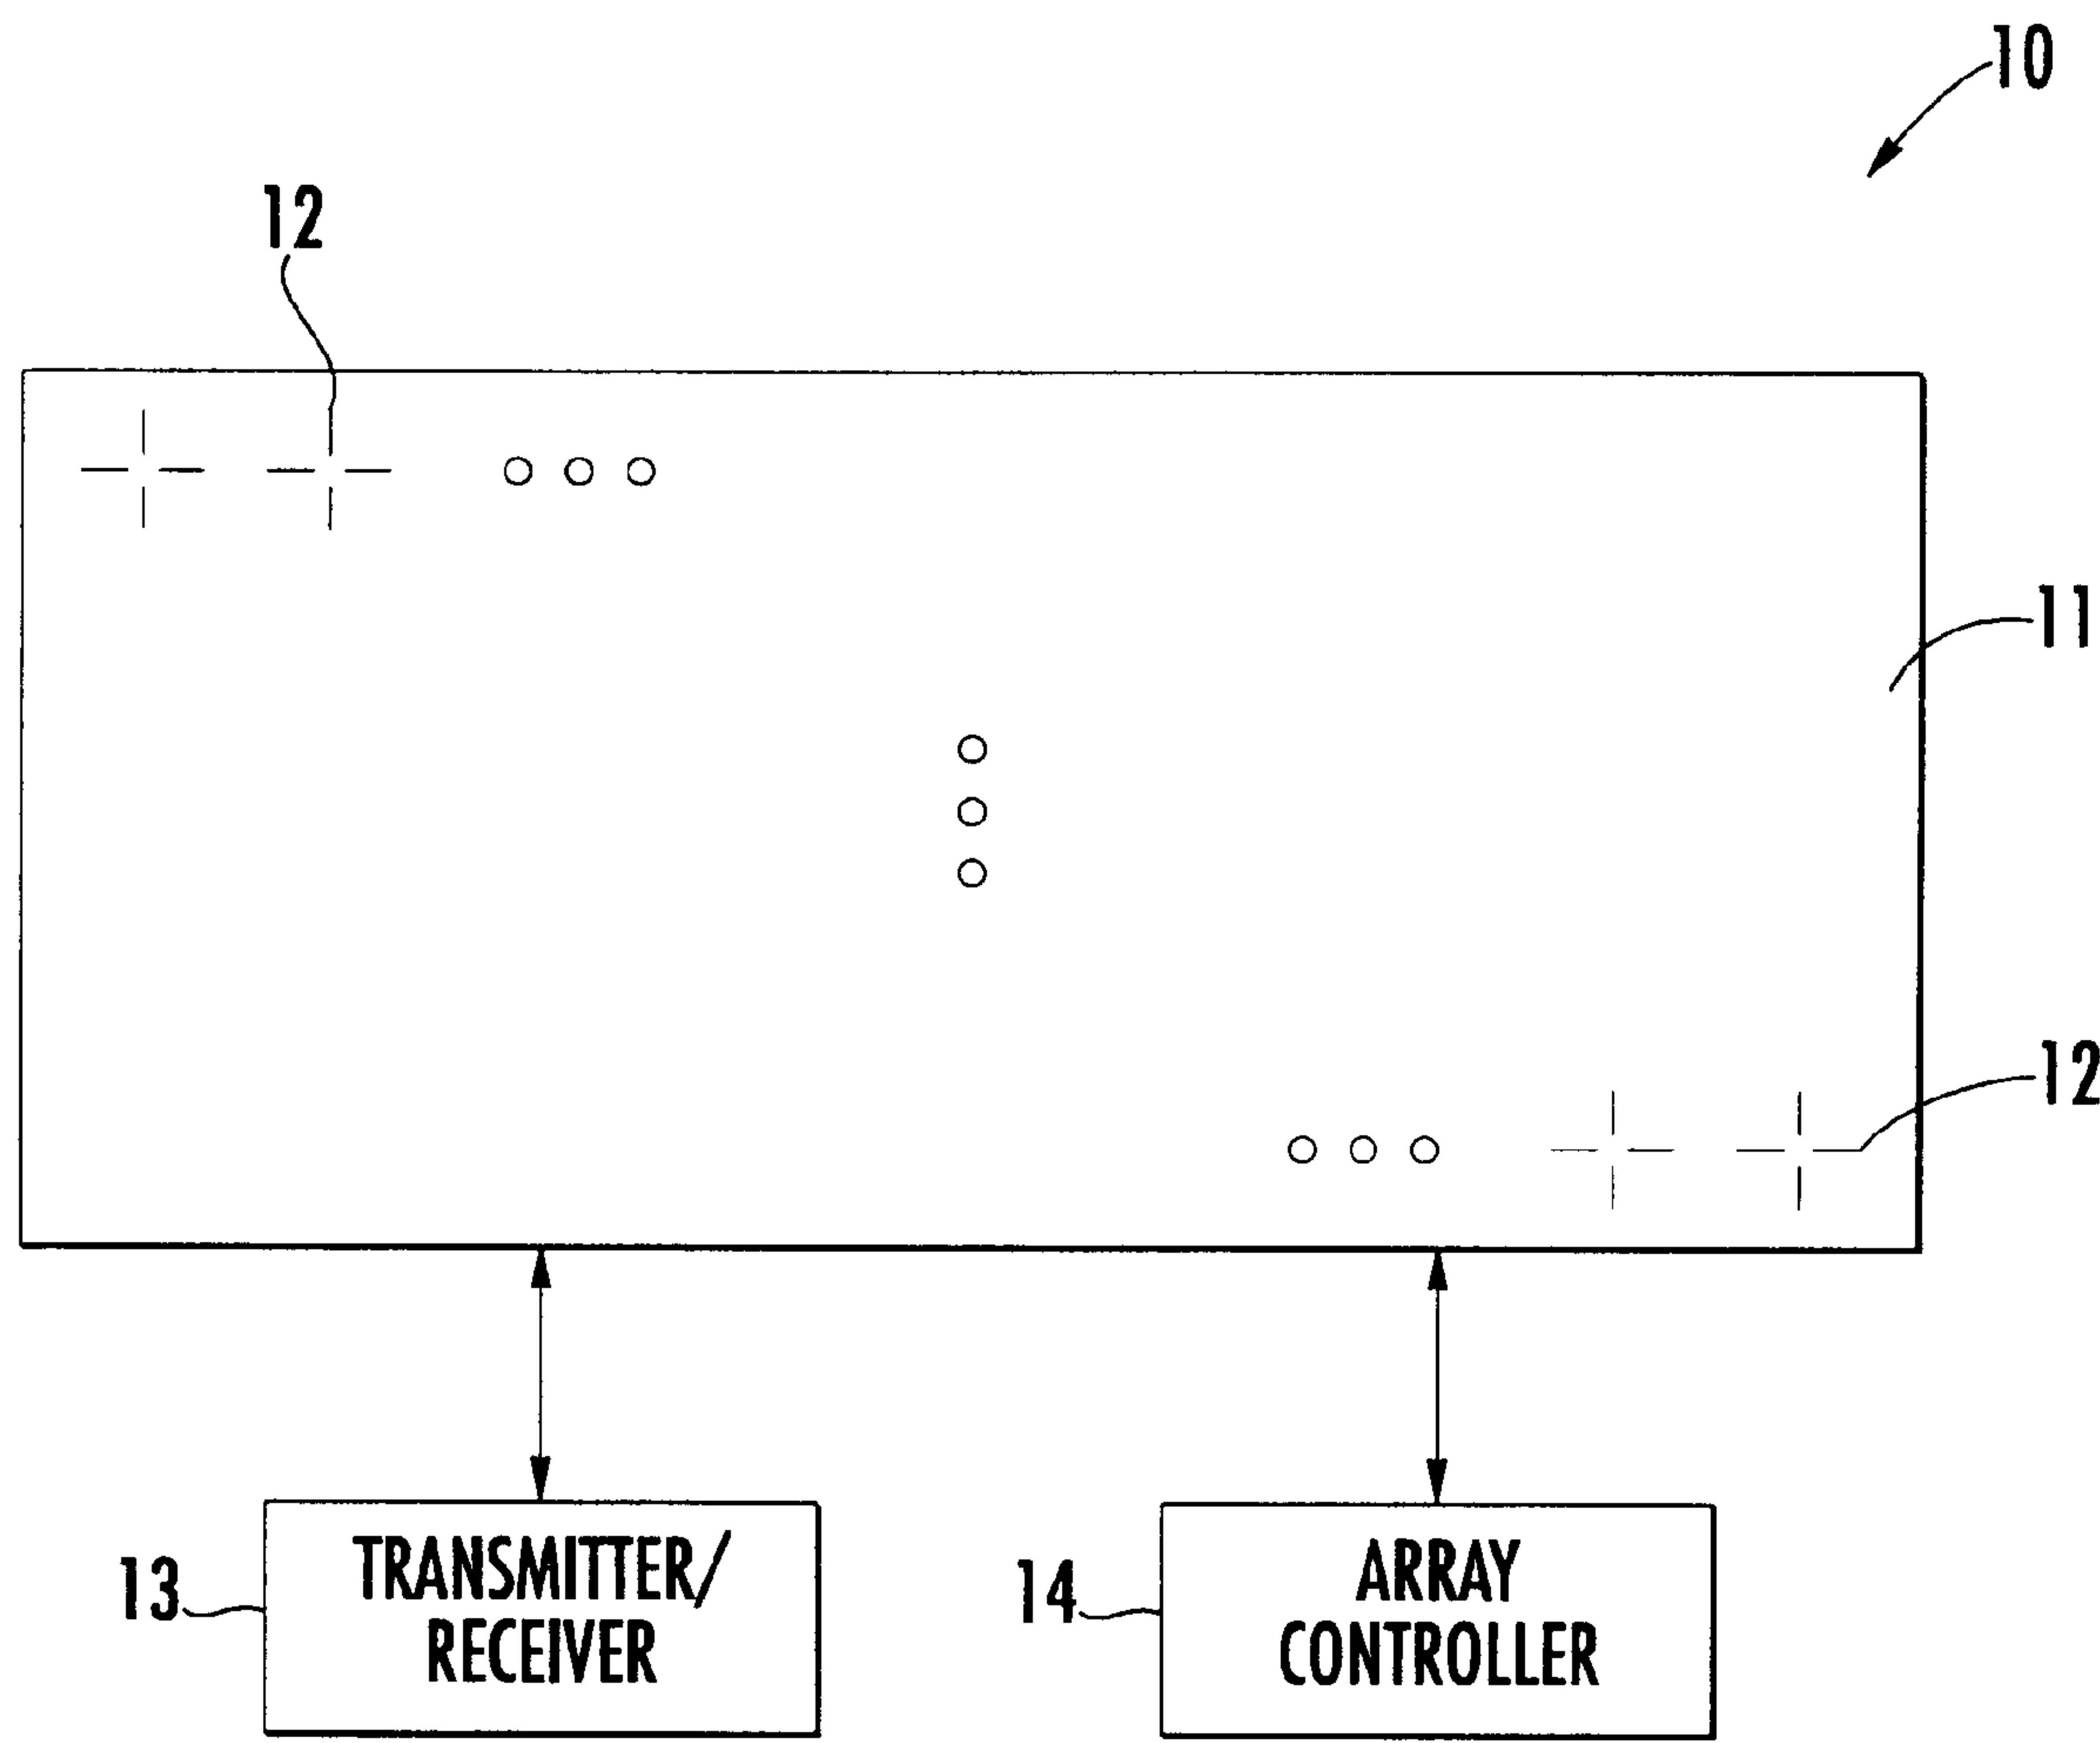 10
12
11
12
13
TRANSMITTER/
RECEIVER
14
ARRAY
CONTROLLER